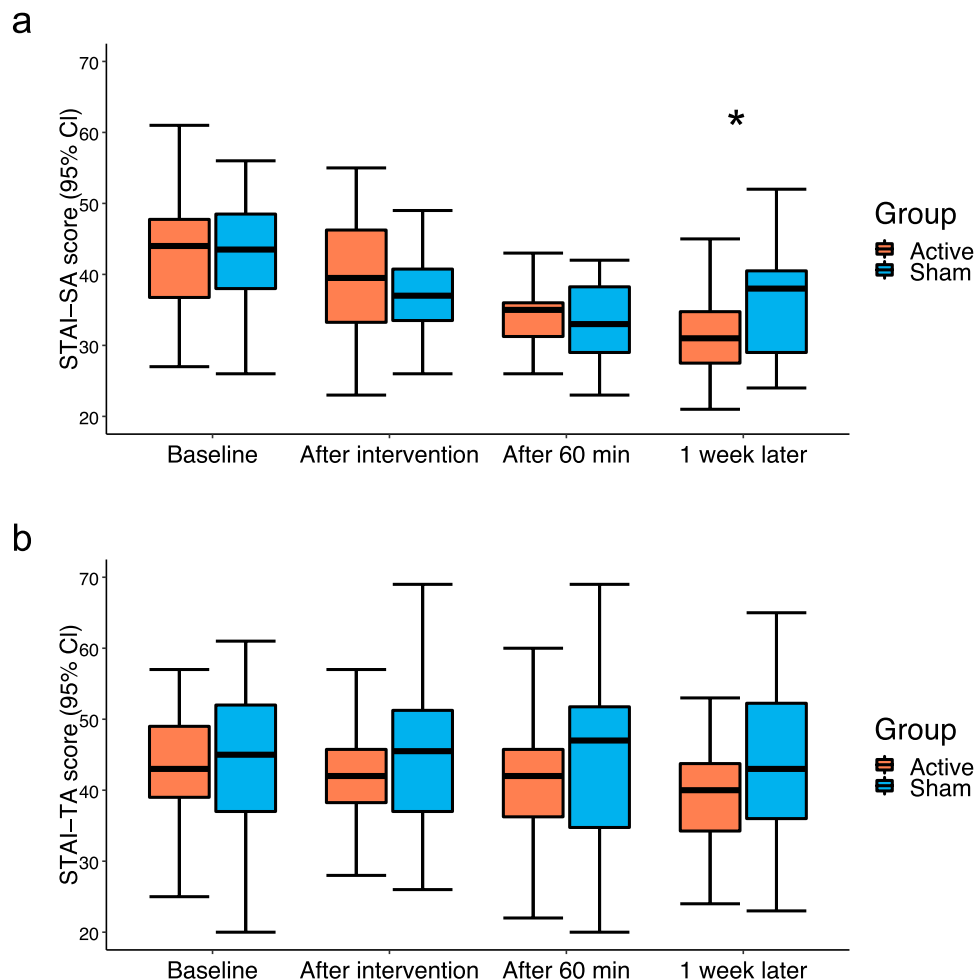 a
STAI−SA score (95% CI)
70
60
50
40
30
20
*
Baseline After intervention After 60 min 1 week later
Group
Active
Sham
b
STAI−TA score (95% CI)
70
60
50
40
30
20
Baseline After intervention After 60 min 1 week later
Group
Active
Sham